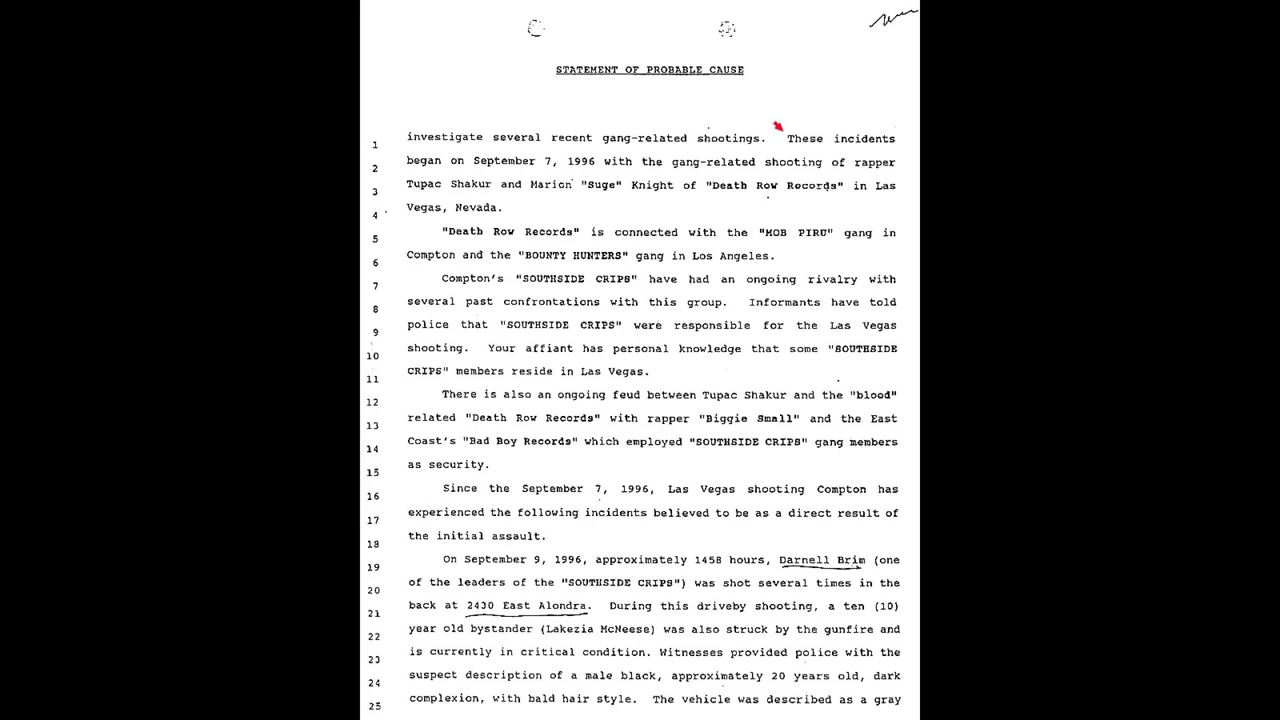 STATEMENT OF PROBABLE CAUSE
1 investigate several recent gang-related shootings. These incidents
2 began on September 7, 1996 with the gang-related shooting of rapper
3 Tupac Shakur and Marion "Suge" Knight of "Death Row Records" in Las
4 Vegas, Nevada.
5 "Death Row Records" is connected with the "MOB PIRU" gang in
6 Compton and the "BOUNTY HUNTERS" gang in Los Angeles.
7 Compton's "SOUTHSIDE CRIPS" have had an ongoing rivalry with
8 several past confrontations with this group. Informants have told
9 police that "SOUTHSIDE CRIPS" were responsible for the Las Vegas
10 shooting. Your affiant has personal knowledge that some "SOUTHSIDE
11 CRIPS" members reside in Las Vegas.
12 There is also an ongoing feud between Tupac Shakur and the "blood"
13 related "Death Row Records" with rapper "Biggie Small" and the East
14 Coast's "Bad Boy Records" which employed "SOUTHSIDE CRIPS" gang members
15 as security.
16 Since the September 7, 1996, Las Vegas shooting Compton has
17 experienced the following incidents believed to be as a direct result of
18 the initial assault.
19 On September 9, 1996, approximately 1458 hours, Darnell Brim (one
20 of the leaders of the "SOUTHSIDE CRIPS") was shot several times in the
21 back at 2430 East Alondra. During this driveby shooting, a ten (10)
22 year old bystander (Lakezia McNeese) was also struck by the gunfire and
23 is currently in critical condition. Witnesses provided police with the
24 suspect description of a male black, approximately 20 years old, dark
25 complexion, with bald hair style. The vehicle was described as a gray